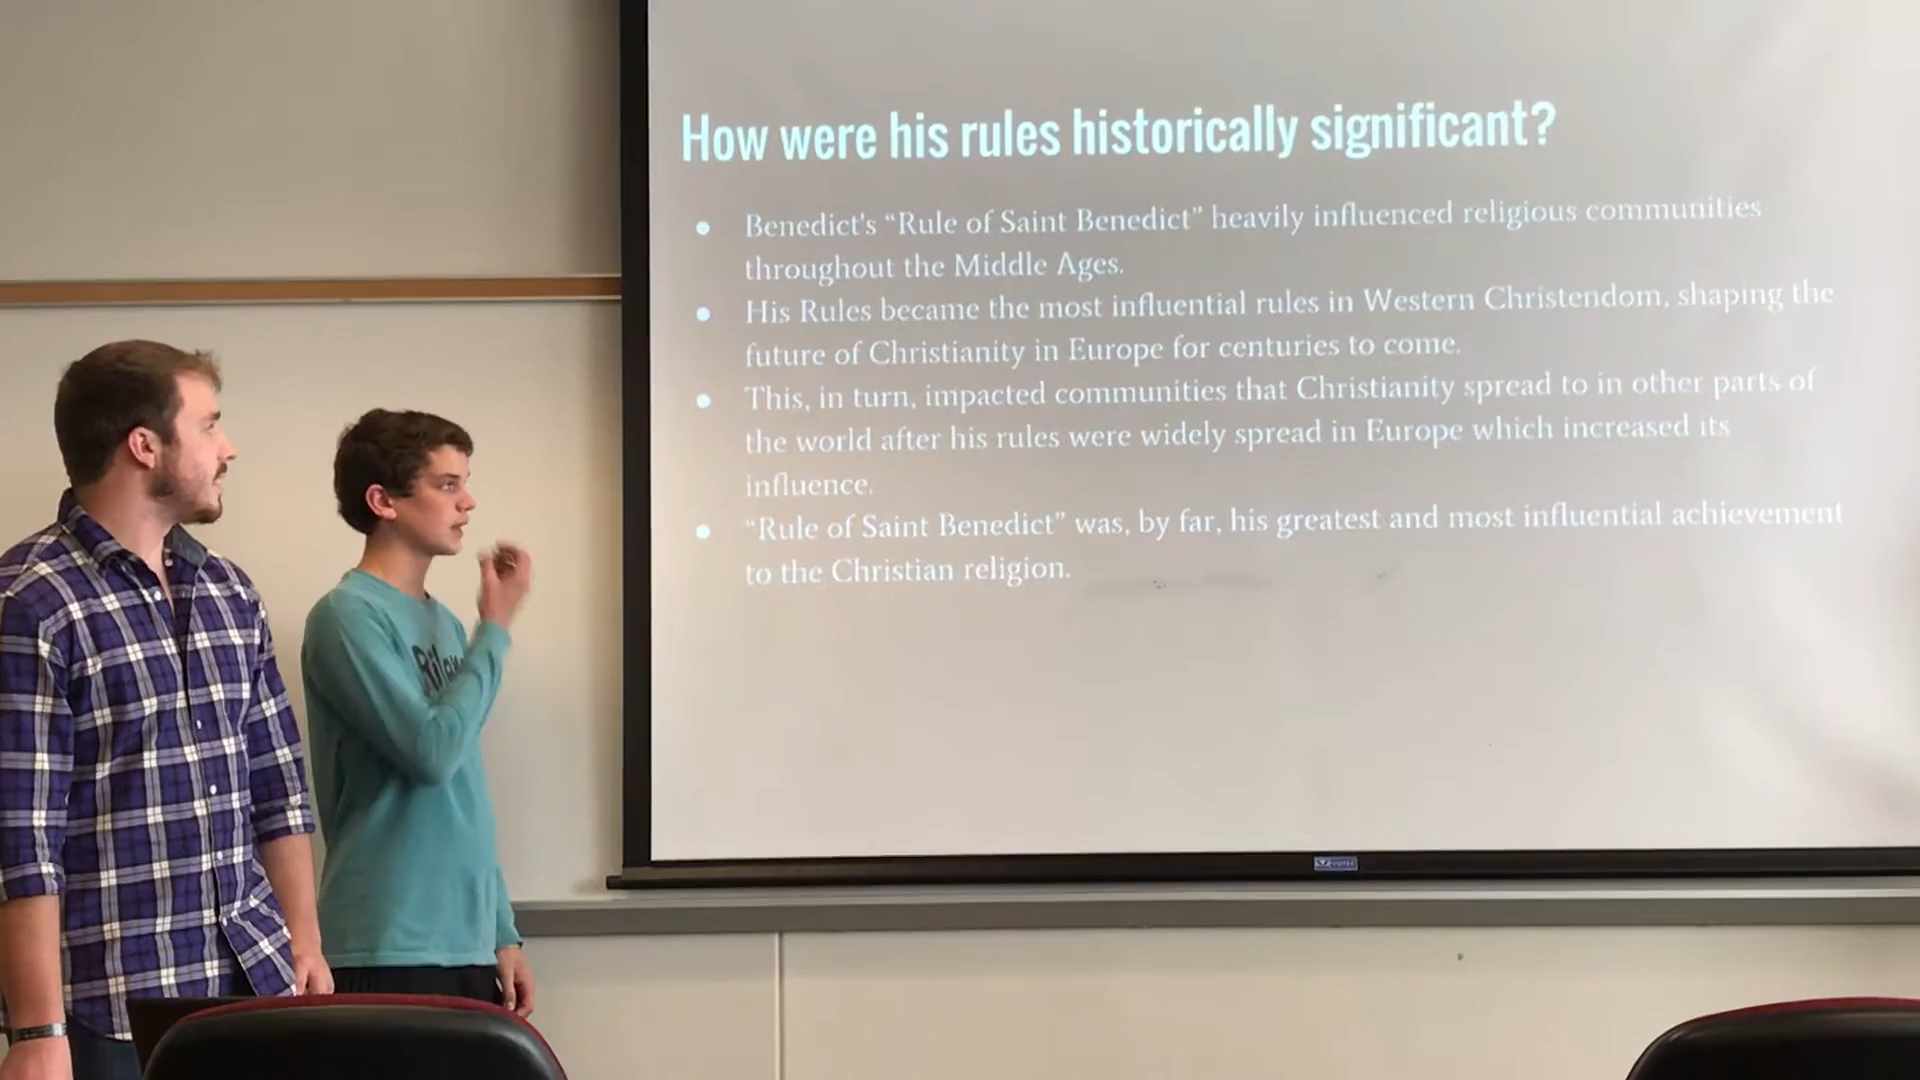 How were his rules historically significant?
● Benedict's “Rule of Saint Benedict” heavily influenced religious communities
throughout the Middle Ages.
● His Rules became the most influential rules in Western Christendom, shaping the
future of Christianity in Europe for centuries to come.
● This, in turn, impacted communities that Christianity spread to in other parts of
the world after his rules were widely spread in Europe which increased its
influence.
● “Rule of Saint Benedict” was, by far, his greatest and most influential achievement
to the Christian religion.